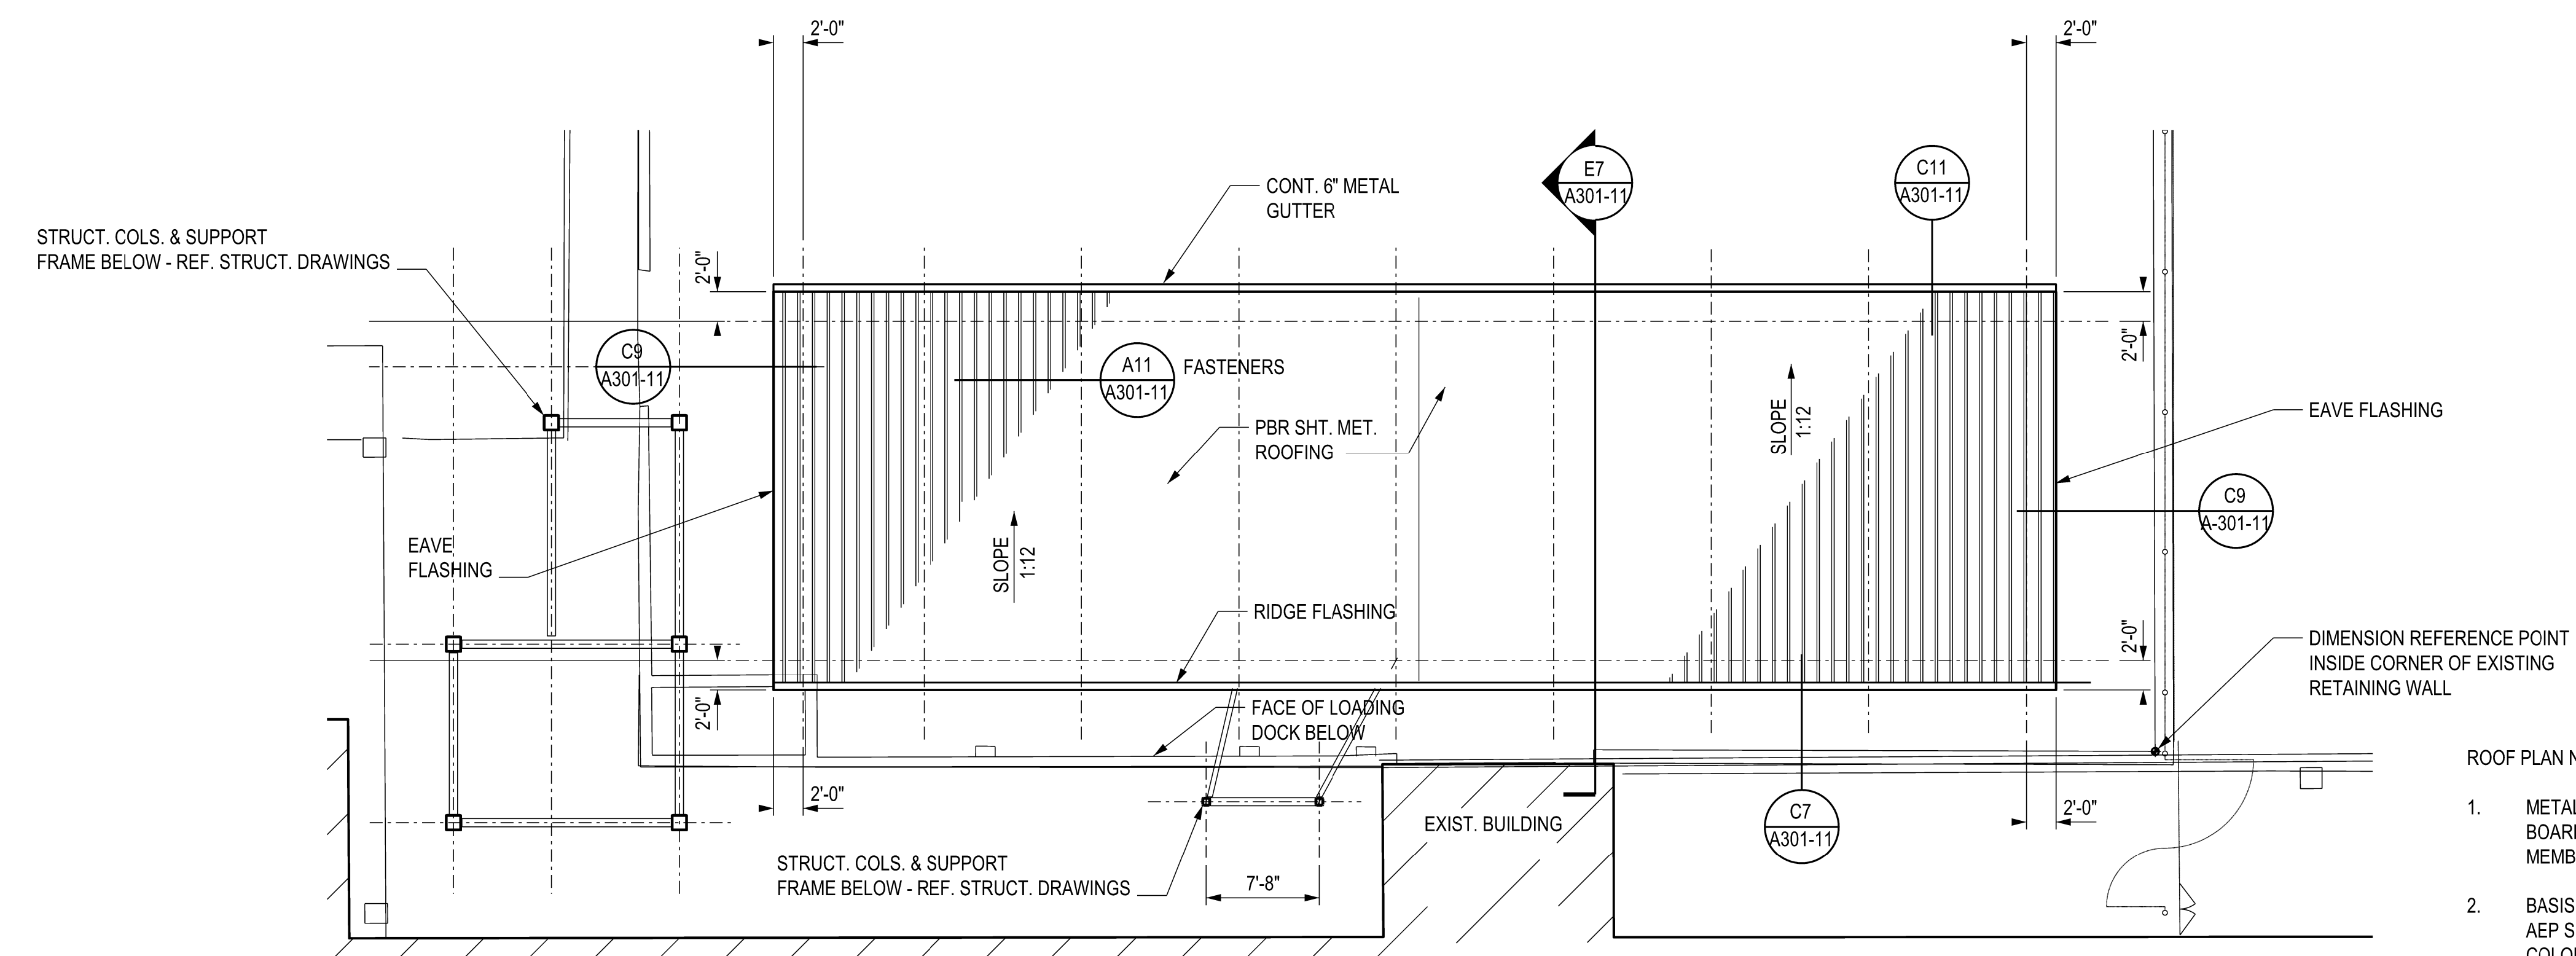 2'-0"
2'-0"
CONT. 6" METAL
GUTTER
E7
A301-11
C11
A301-11
STRUCT. COLS. & SUPPORT
FRAME BELOW - REF. STRUCT. DRAWINGS
2'-0"
2'-0"
C9
A301-11
A11
A301-11
FASTENERS
PBR SHT. MET.
ROOFING
SLOPE
1:12
EAVE FLASHING
C9
A-301-11
EAVE
FLASHING
SLOPE
1:12
RIDGE FLASHING
2'-0"
2'-0"
DIMENSION REFERENCE POINT
INSIDE CORNER OF EXISTING
RETAINING WALL
FACE OF LOADING
DOCK BELOW
ROOF PLAN
2'-0"
2'-0"
C7
A301-11
EXIST. BUILDING
1.
STRUCT. COLS. & SUPPORT
FRAME BELOW - REF. STRUCT. DRAWINGS
7'-8"
2.
BASIS
AEP